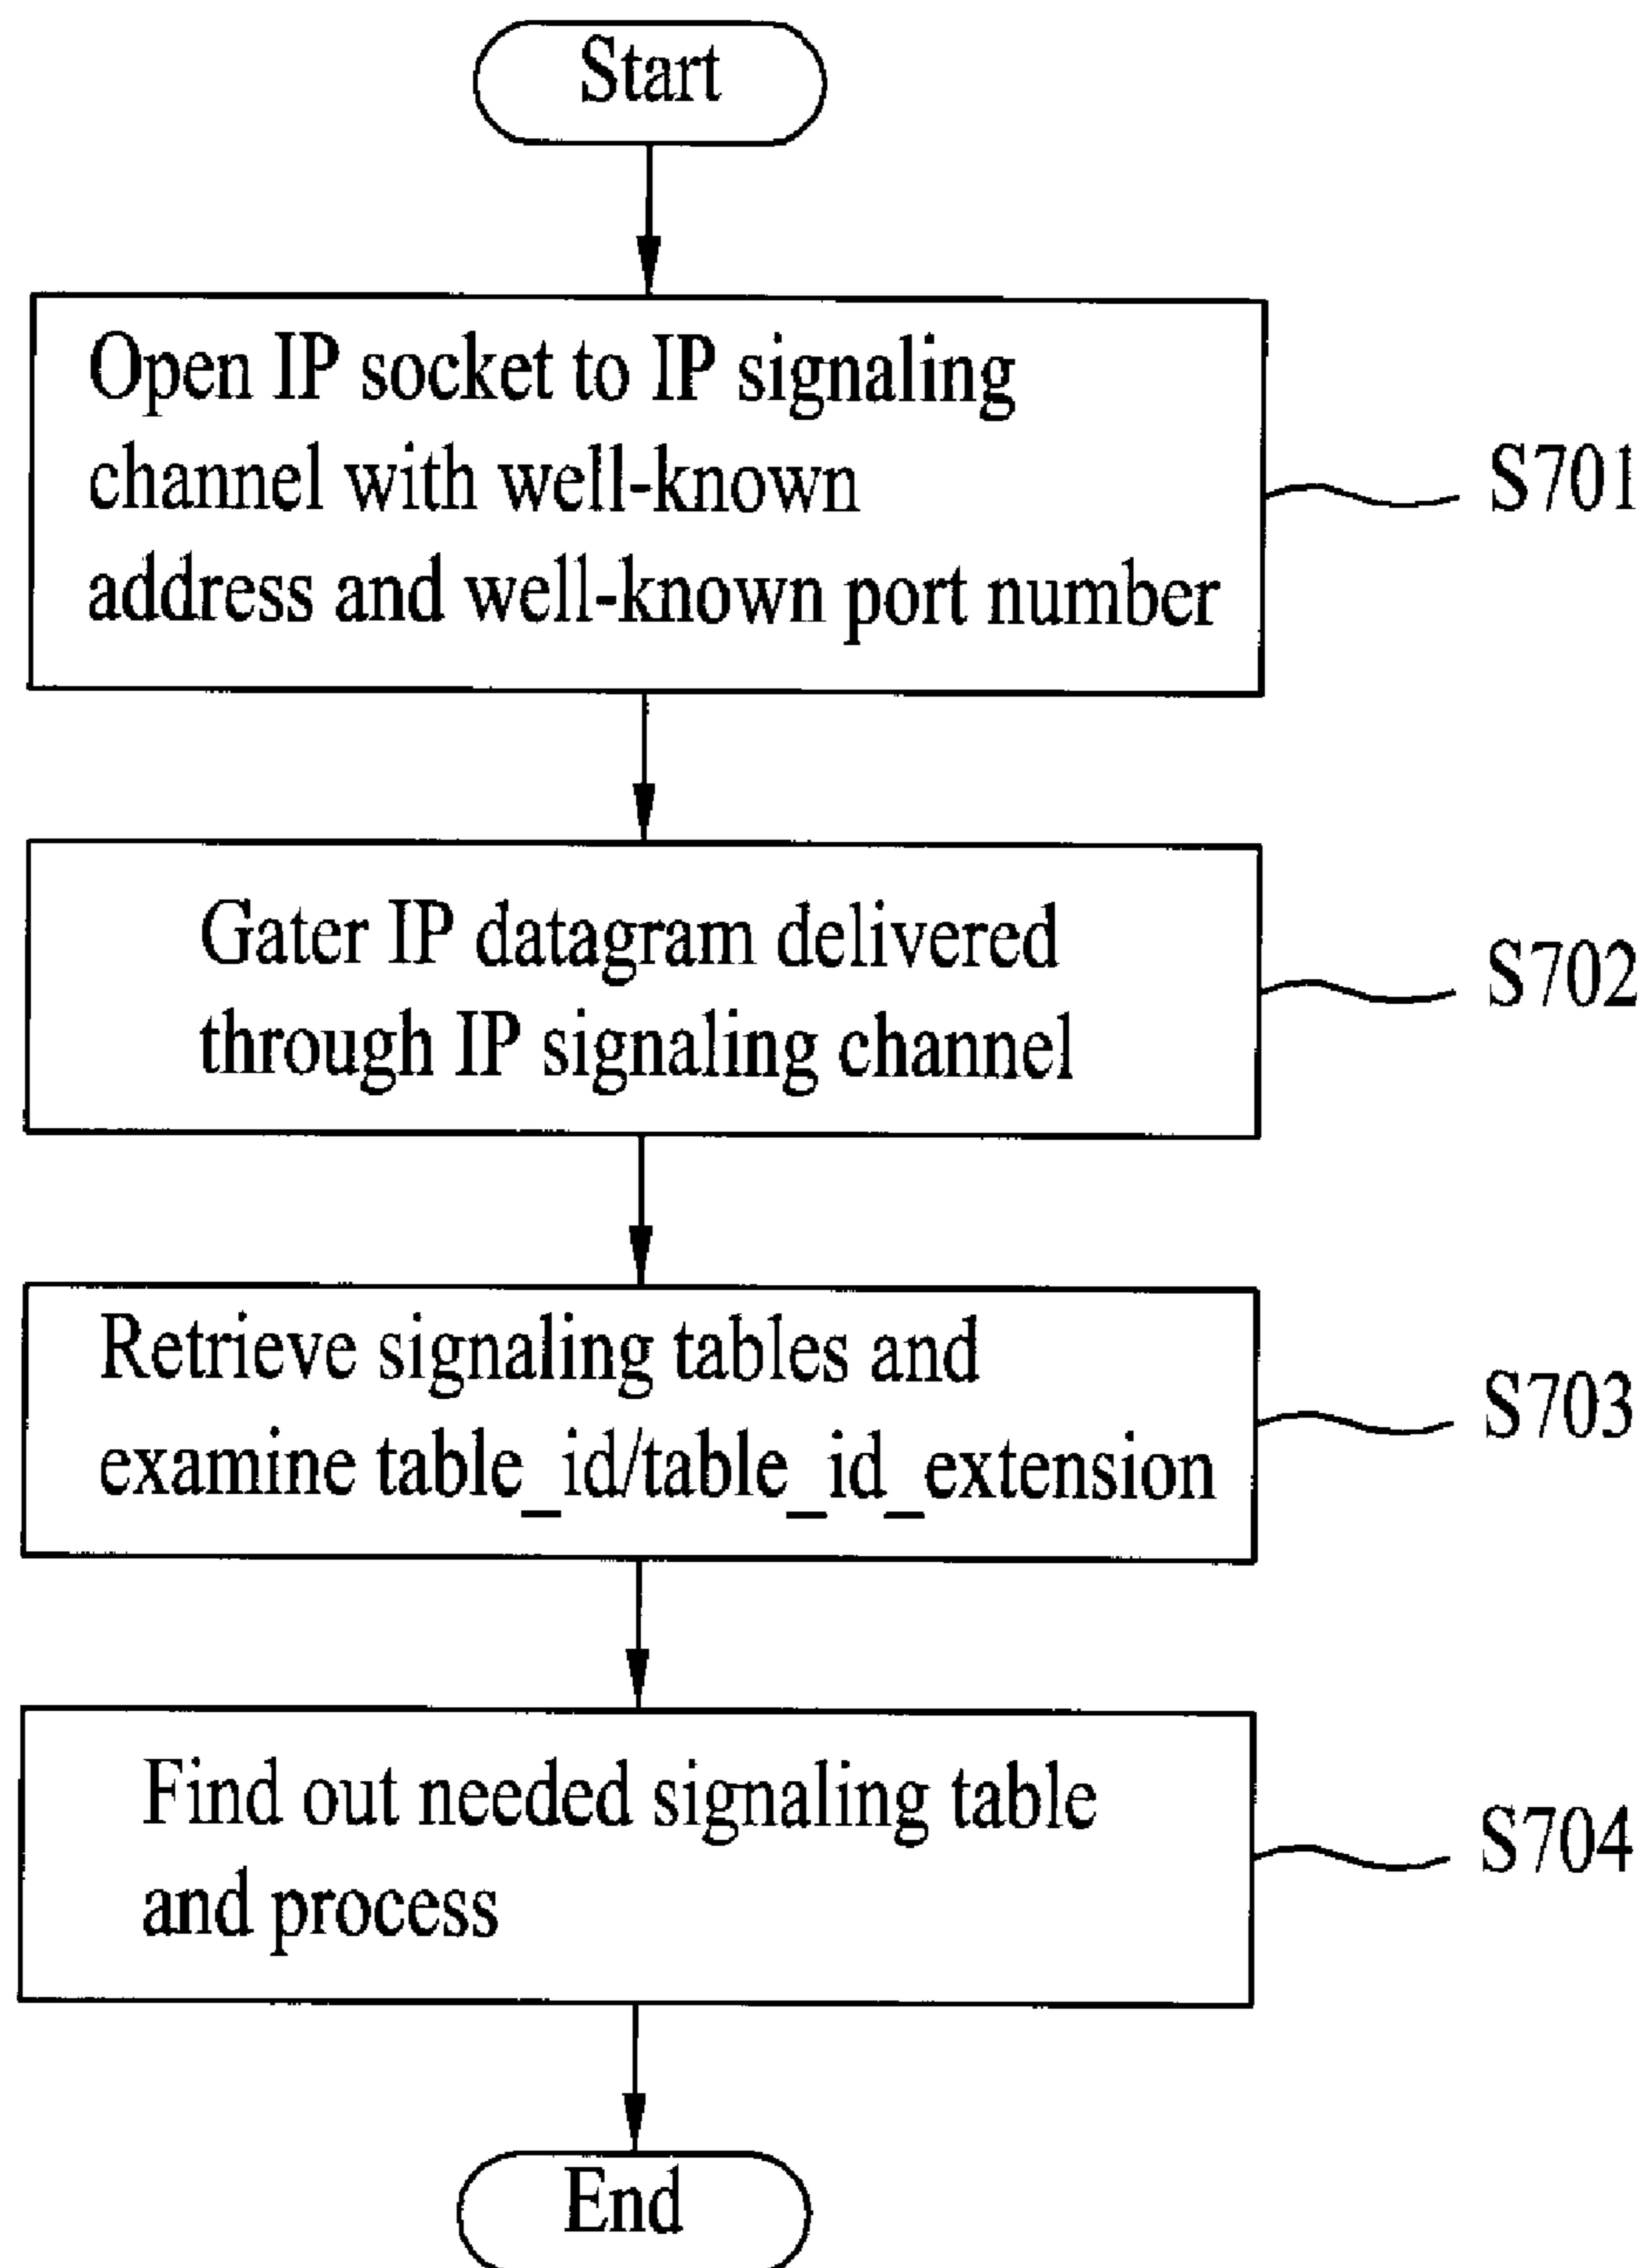 Start
Open IP socket to IP signaling
channel with well-known
address and well-known port number
S701
Gater IP datagram delivered
through IP signaling channel
S702
Retrieve signaling tables and
examine table_id/table_id_extension
S703
Find out needed signaling table
and process
S704
End